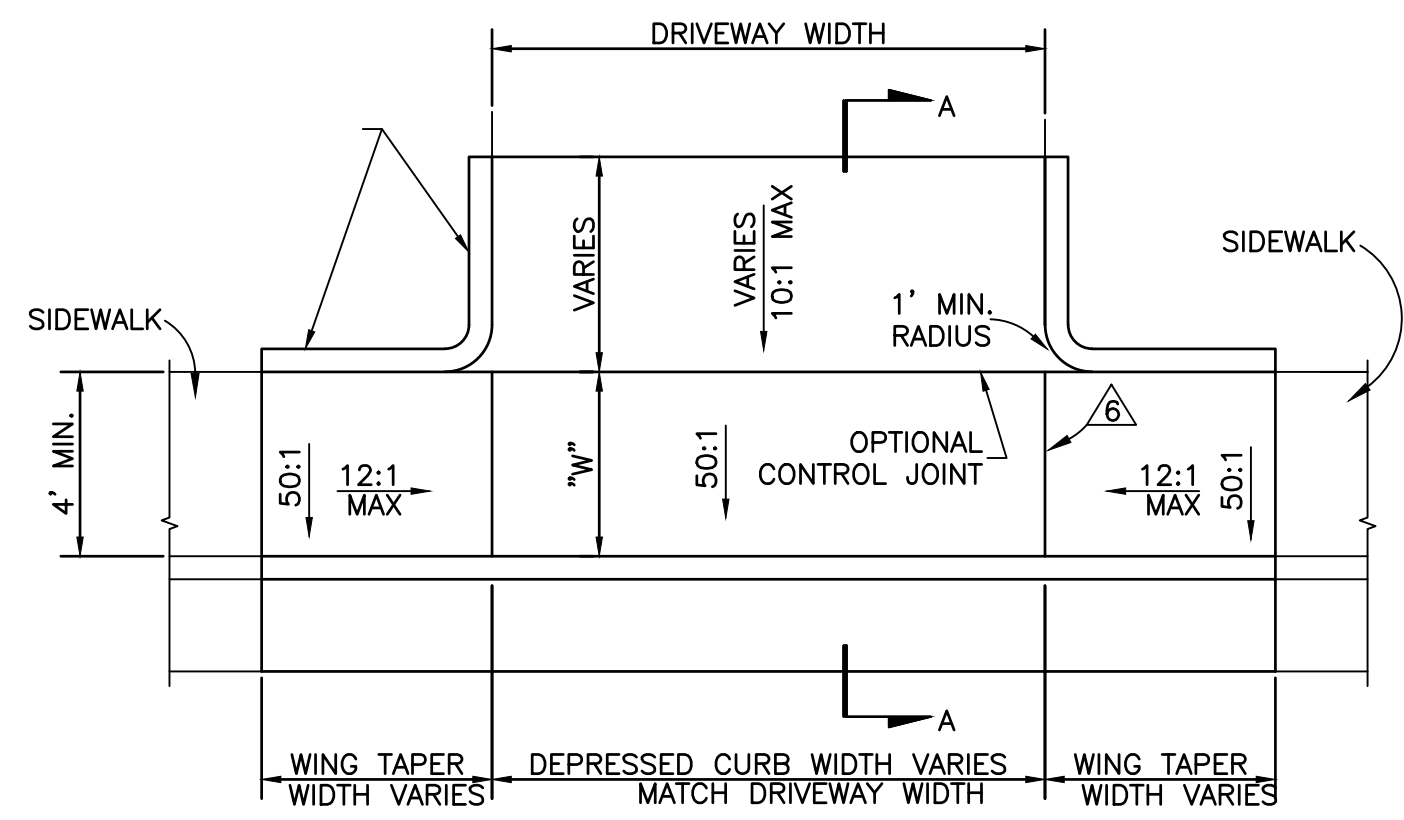 DRIVEWAY WIDTH
A
SIDEWALK
SIDEWALK
VARIES
VARIES
10:1 MAX
1' MIN.
RADIUS
4' MIN.
50:1
12:1
MAX
"W"
50:1
OPTIONAL
CONTROL JOINT
6
12:1
MAX
50:1
A
WING TAPER
WIDTH VARIES
DEPRESSED CURB WIDTH VARIES
MATCH DRIVEWAY WIDTH
WING TAPER
WIDTH VARIES